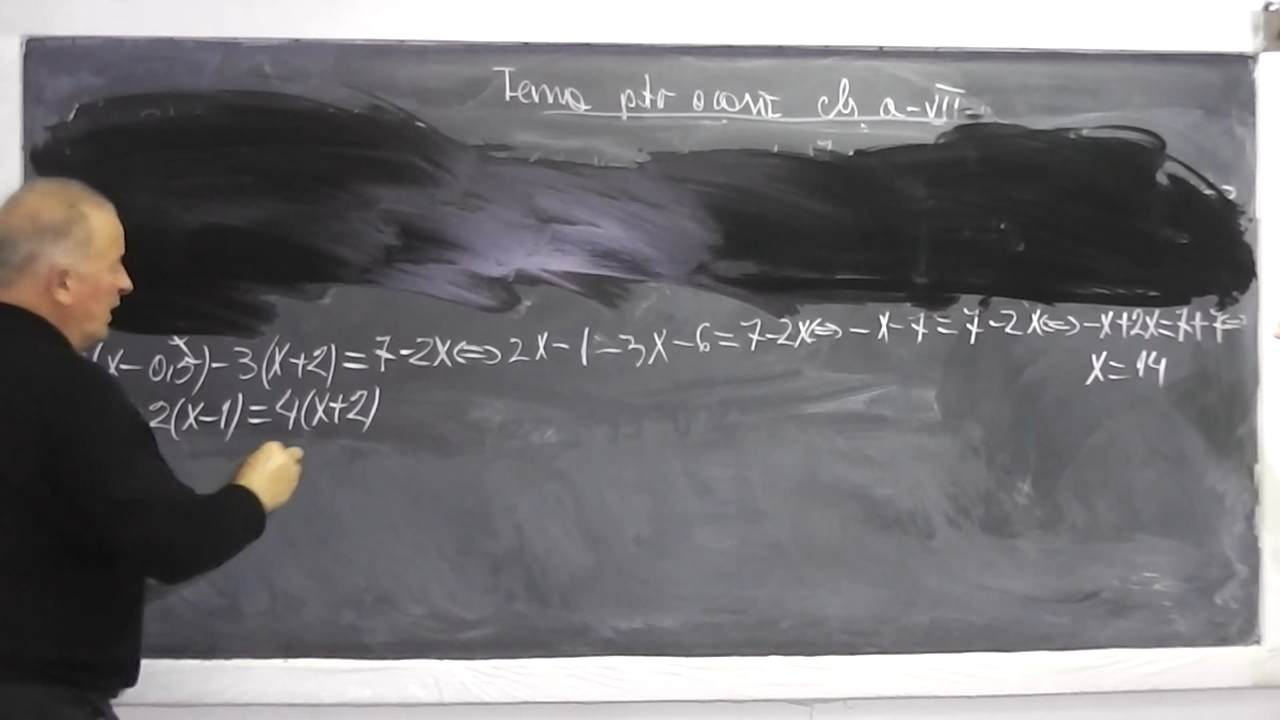 Tema ptr acasă cls a-VII-
(x-0,5)-3(x+2)=7-2x⇔2x-1-3x-6=7-2x⇔-x-7=7-2x⇔-x+2x=7+7⇔
x=14
2(x-1)=4(x+2)